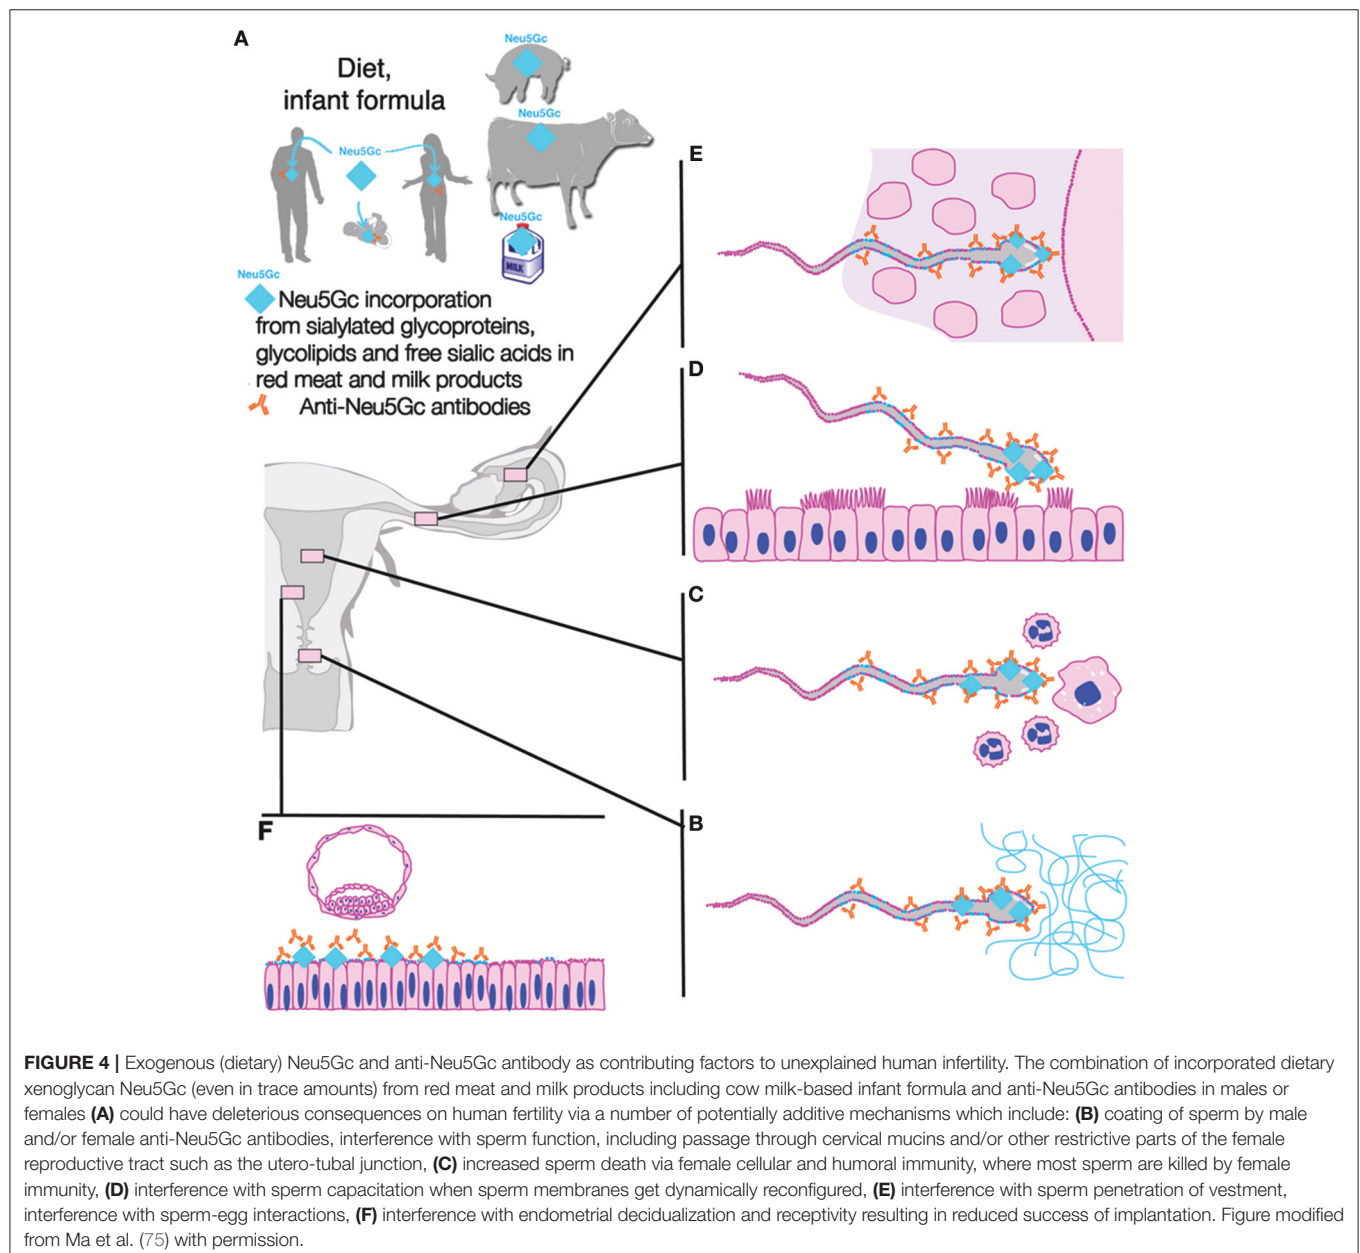 A
Diet,
infant formula
Neu5Gc
Neu5Gc
Neu5Gc
Neu5Gc
MILK
Neu5Gc
Neu5Gc incorporation
from sialylated glycoproteins,
glycolipids and free sialic acids in
red meat and milk products
Anti-Neu5Gc antibodies
E
D
C
B
F
FIGURE 4 | Exogenous (dietary) Neu5Gc and anti-Neu5Gc antibody as contributing factors to unexplained human infertility. The combination of incorporated dietary
xenoglycan Neu5Gc (even in trace amounts) from red meat and milk products including cow milk-based infant formula and anti-Neu5Gc antibodies in males or
females (A) could have deleterious consequences on human fertility via a number of potentially additive mechanisms which include: (B) coating of sperm by male
and/or female anti-Neu5Gc antibodies, interference with sperm function, including passage through cervical mucins and/or other restrictive parts of the female
reproductive tract such as the utero-tubal junction, (C) increased sperm death via female cellular and humoral immunity, where most sperm are killed by female
immunity, (D) interference with sperm capacitation when sperm membranes get dynamically reconfigured, (E) interference with sperm penetration of vestment,
interference with sperm-egg interactions, (F) interference with endometrial decidualization and receptivity resulting in reduced success of implantation. Figure modified
from Ma et al. (75) with permission.